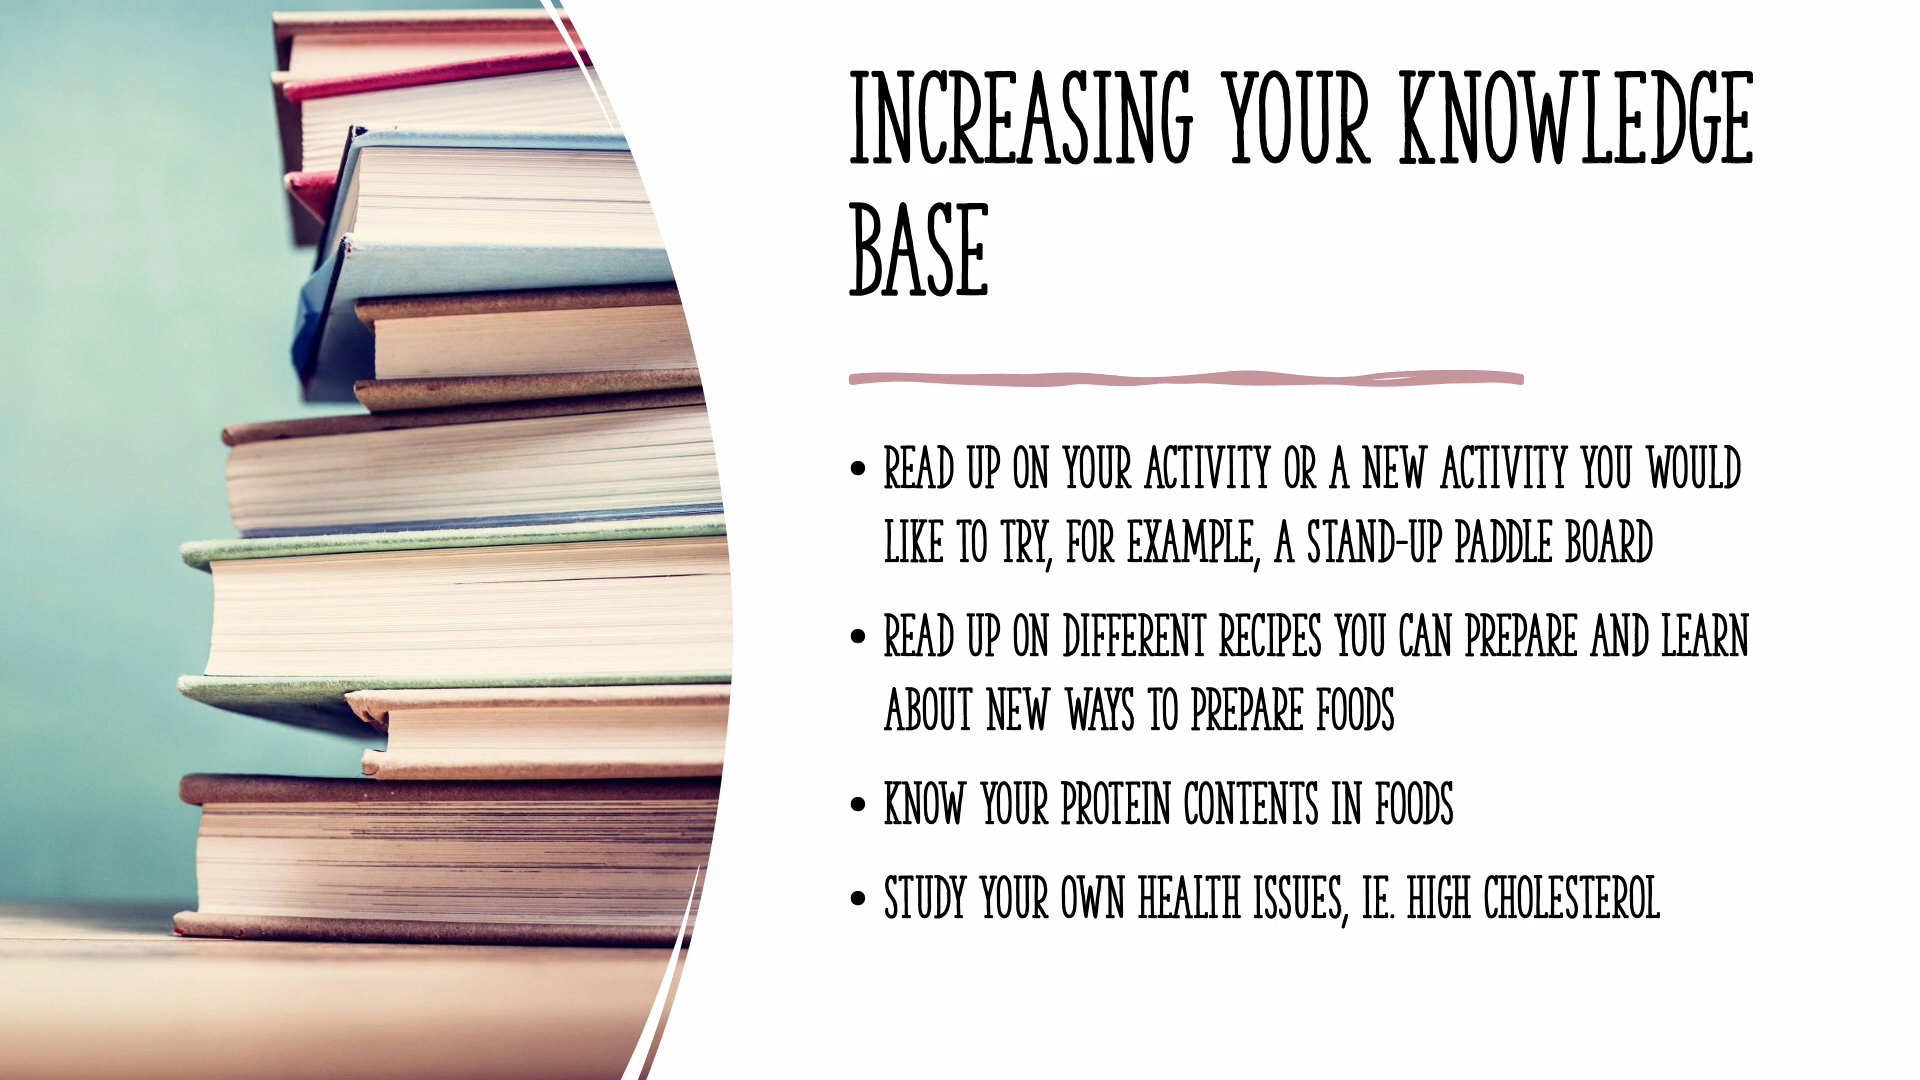 INCREASING YOUR KNOWLEDGE
BASE
• READ UP ON YOUR ACTIVITY OR A NEW ACTIVITY YOU WOULD
LIKE TO TRY, FOR EXAMPLE, A STAND-UP PADDLE BOARD
• READ UP ON DIFFERENT RECIPES YOU CAN PREPARE AND LEARN
ABOUT NEW WAYS TO PREPARE FOODS
• KNOW YOUR PROTEIN CONTENTS IN FOODS
• STUDY YOUR OWN HEALTH ISSUES, IE. HIGH CHOLESTEROL